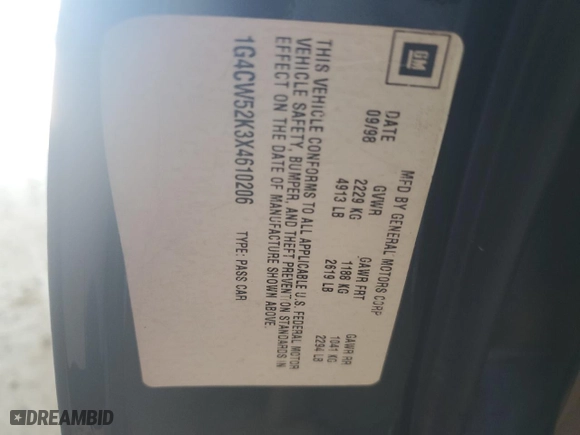 GM
MFD BY GENERAL MOTORS CORP
DATE GVWR GAWR FRT GAWR RR
09/98 2229 KG 1188 KG 1041 KG
4913 LB 2619 LB 2294 LB
THIS VEHICLE CONFORMS TO ALL APPLICABLE U.S. FEDERAL MOTOR
VEHICLE SAFETY, BUMPER, AND THEFT PREVENTION STANDARDS IN
EFFECT ON THE DATE OF MANUFACTURE SHOWN ABOVE.
1G4CW52K3X4610206 TYPE: PASS CAR
DREAMBID